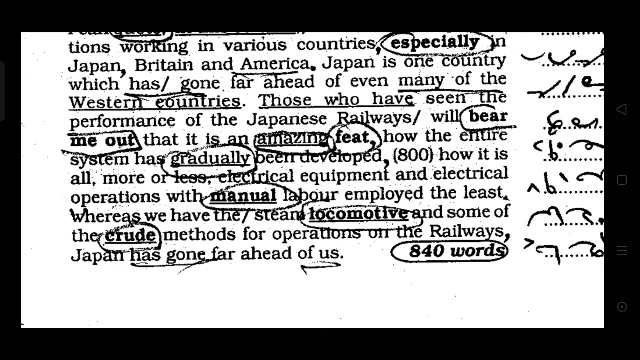 tions working in various countries, especially in
Japan, Britain and America. Japan is one country
which has/ gone far ahead of even many of the
Western countries. Those who have seen the
performance of the Japanese Railways/ will bear
me out that it is an amazing feat, how the entire
system has gradually been developed, (800) how it is
all, more or less, electrical equipment and electrical
operations with manual labour employed the least.
Whereas we have the/ steam locomotive and some of
the crude methods for operations on the Railways,
Japan has gone far ahead of us. 840 words